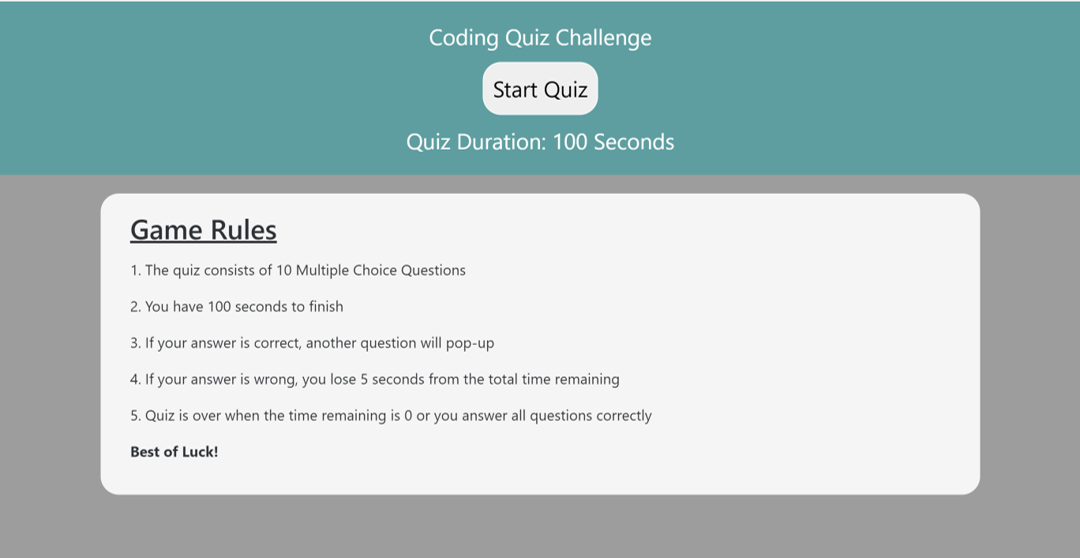 Coding Quiz Challenge
Start Quiz
Quiz Duration: 100 Seconds
Game Rules
1. The quiz consists of 10 Multiple Choice Questions
2. You have 100 seconds to finish
3. If your answer is correct, another question will pop-up
4. If your answer is wrong, you lose 5 seconds from the total time remaining
5. Quiz is over when the time remaining is 0 or you answer all questions correctly
Best of Luck!